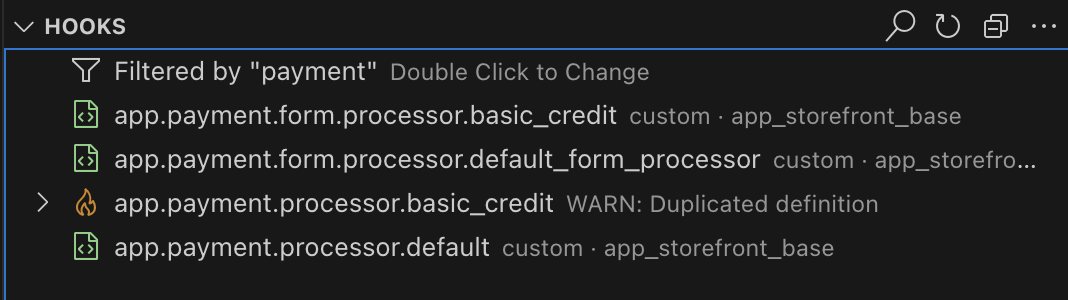 HOOKS
Filtered by "payment" Double Click to Change
app.payment.form.processor.basic_credit custom · app_storefront_base
app.payment.form.processor.default_form_processor custom · app_storefro...
app.payment.processor.basic_credit WARN: Duplicated definition
app.payment.processor.default custom · app_storefront_base